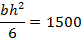 bh²/6 = 1500